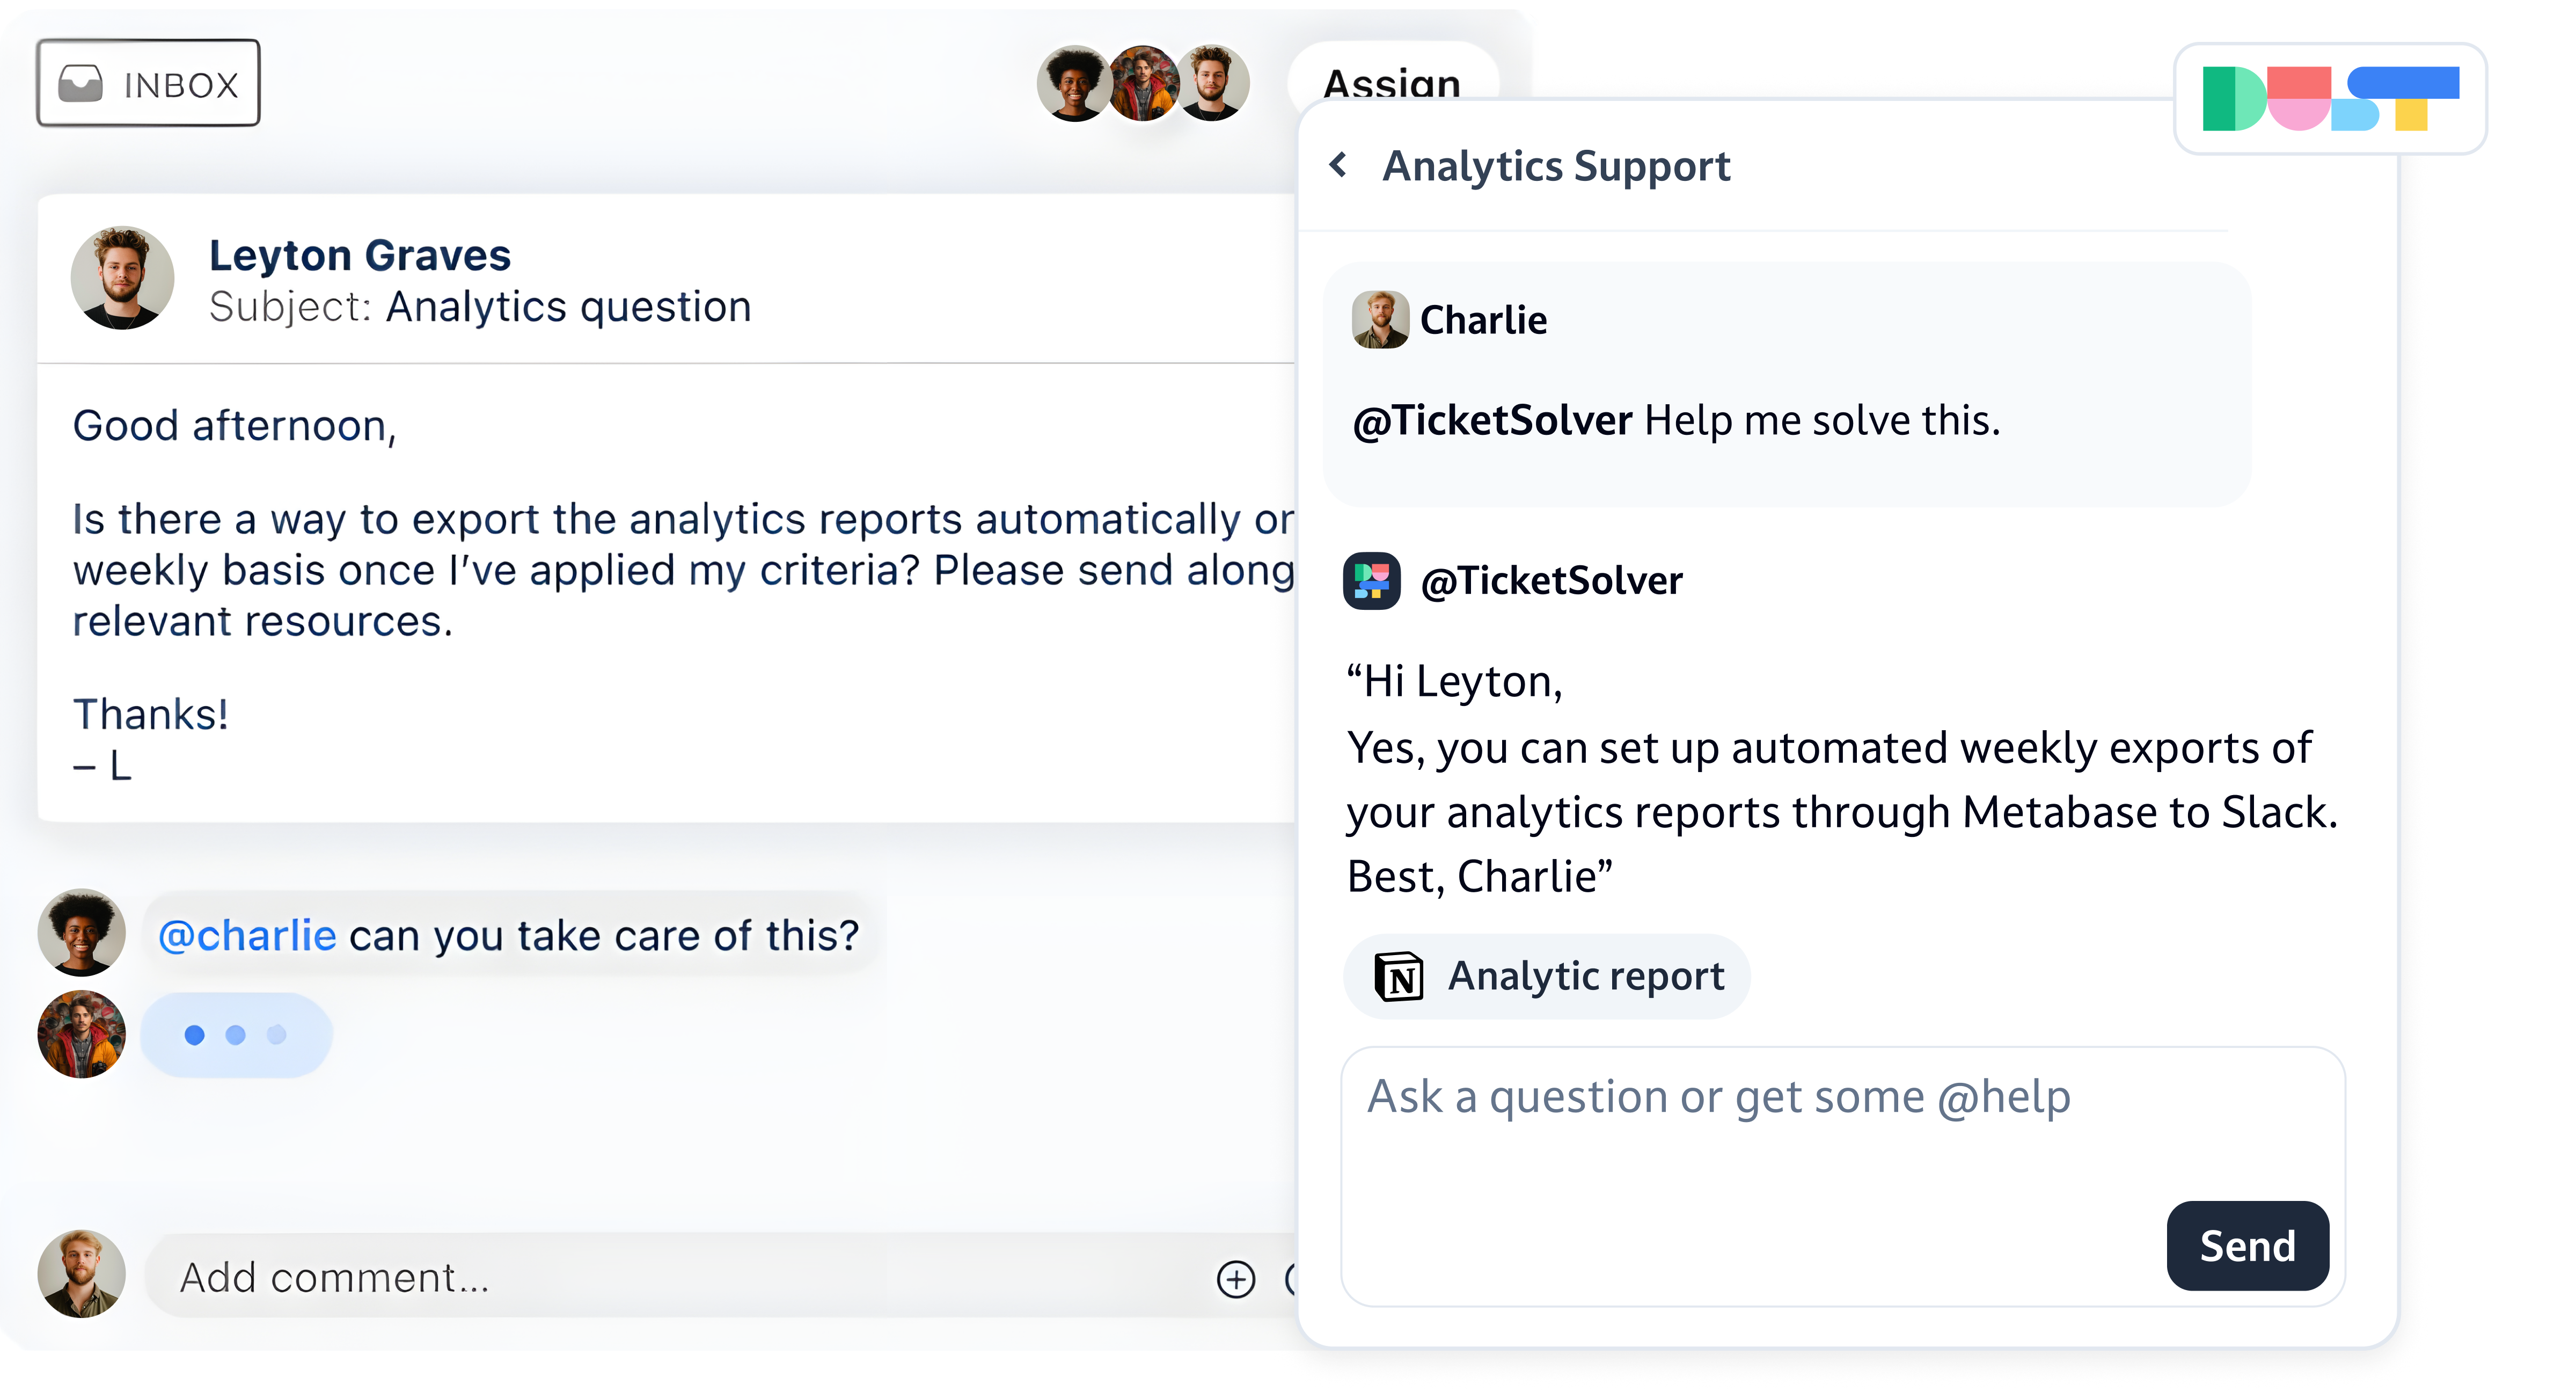 INBOX
Assign
DUST
Leyton Graves
Subject: Analytics question
Good afternoon,
Is there a way to export the analytics reports automatically
weekly basis once I’ve applied my criteria? Please send along
relevant resources.
Thanks!
– L
@charlie can you take care of this?
Add comment...
Analytics Support
Charlie
@TicketSolver Help me solve this.
@TicketSolver
“Hi Leyton,
Yes, you can set up automated weekly exports of
your analytics reports through Metabase to Slack.
Best, Charlie”
N Analytic report
Ask a question or get some @help
Send